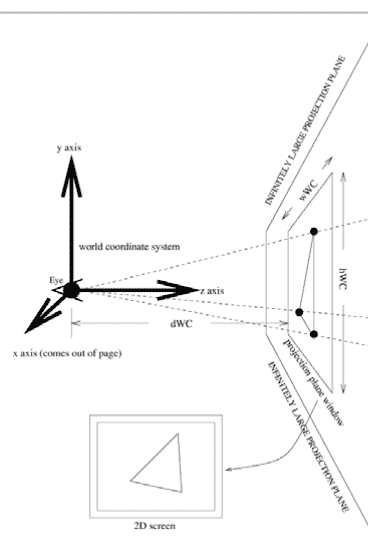 INFINITELY LARGE PROJECTION PLANE
y axis
wWC
world coordinate system
hWC
Eye
z axis
dWC
x axis (comes out of page)
projection plane window
INFINITELY LARGE PROJECTION PLANE
2D screen